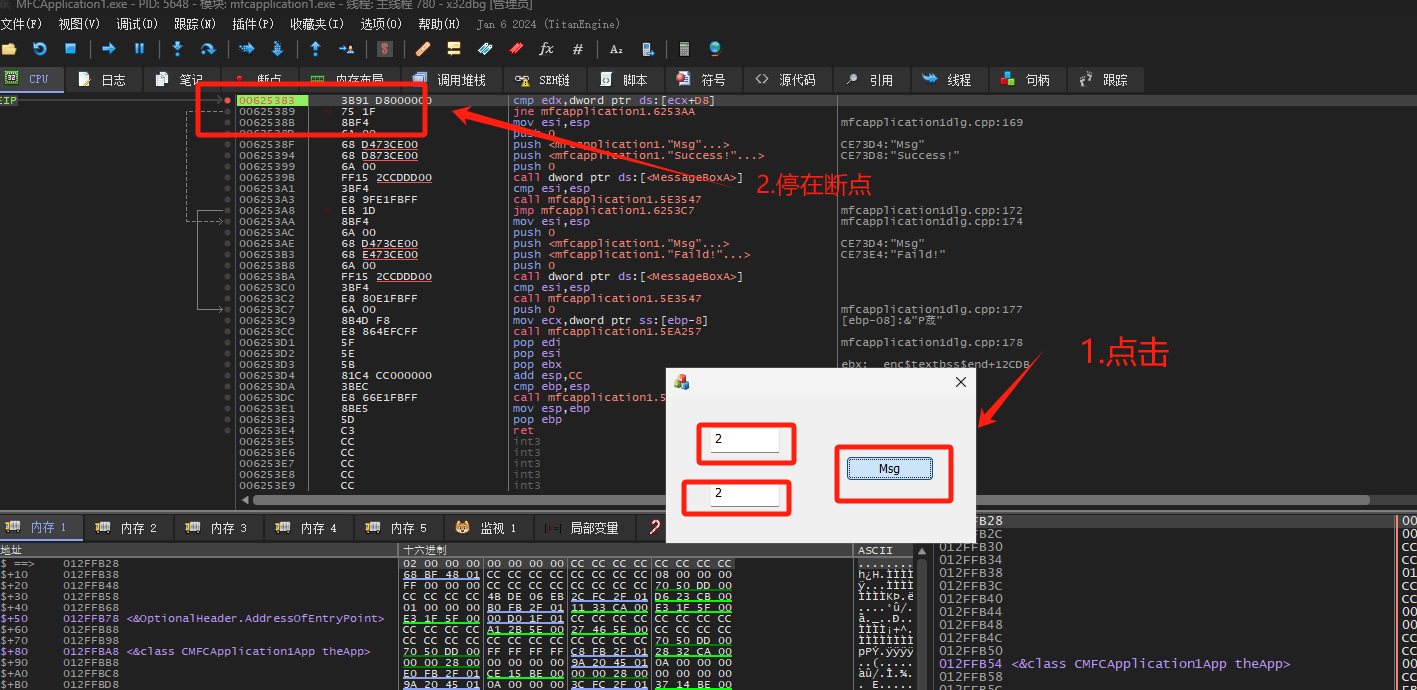 MFCApplication1.exe - PID: 5648 - 模块: mfcapplication1.exe - 线程: 主线程 780 - x32dbg [管理员]
文件(F) 视图(V) 调试(D) 跟踪(N) 插件(P) 收藏夹(I) 选项(O) 帮助(H) Jan 6 2024 (TitanEngine)
CPU 日志 笔记 断点 内存布局 调用堆栈 SEH链 脚本 符号 源代码 引用 线程 句柄 跟踪
EIP
00625383 3B91 D8000000 cmp edx,dword ptr ds:[ecx+D8]
00625389 75 1F jne mfcapplication1.6253AA
0062538B 8BF4 mov esi,esp mfcapplication1dlg.cpp:169
0062538D 6A 00 push 0
0062538F 68 D473CE00 push <mfcapplication1."Msg"...> CE73D4:"Msg"
00625394 68 D873CE00 push <mfcapplication1."Success!"...> CE73D8:"Success!"
00625399 6A 00 push 0
0062539B FF15 2CCDDD00 call dword ptr ds:[<MessageBoxA>]
006253A1 3BF4 cmp esi,esp
006253A3 E8 9FE1FBFF call mfcapplication1.5E3547
006253A8 EB 1D jmp mfcapplication1.6253C7 mfcapplication1dlg.cpp:172
006253AA 8BF4 mov esi,esp mfcapplication1dlg.cpp:174
006253AC 6A 00 push 0
006253AE 68 D473CE00 push <mfcapplication1."Msg"...> CE73D4:"Msg"
006253B3 68 E473CE00 push <mfcapplication1."Faild!"...> CE73E4:"Faild!"
006253B8 6A 00 push 0
006253BA FF15 2CCDDD00 call dword ptr ds:[<MessageBoxA>]
006253C0 3BF4 cmp esi,esp
006253C2 E8 80E1FBFF call mfcapplication1.5E3547
006253C7 6A 00 push 0 mfcapplication1dlg.cpp:177
006253C9 8B4D F8 mov ecx,dword ptr ss:[ebp-8] [ebp-08]:&"P荿"
006253CC E8 864EFCFF call mfcapplication1.5EA257
006253D1 5F pop edi mfcapplication1dlg.cpp:178
006253D2 5E pop esi
006253D3 5B pop ebx ebx:__enc$textbss$end+12CDB
006253D4 81C4 CC000000 add esp,CC
006253DA 3BEC cmp ebp,esp
006253DC E8 66E1FBFF call mfcapplication1.5
006253E1 8BE5 mov esp,ebp
006253E3 5D pop ebp
006253E4 C3 ret
006253E5 CC int3
006253E6 CC int3
006253E7 CC int3
006253E8 CC int3
006253E9 CC int3
2.停在断点
1.点击
2
Msg
2
内存 1 内存 2 内存 3 内存 4 内存 5 监视 1 局部变量
地址 十六进制 ASCII
$ ==> 012FFB28 02 00 00 00 00 00 00 00 CC CC CC CC CC CC CC CC
$+10 012FFB38 68 BF 48 01 CC CC CC CC CC CC CC CC 08 00 00 00
$+20 012FFB48 FF 00 00 00 CC CC CC CC CC CC CC CC 70 50 DD 00
$+30 012FFB58 CC CC CC CC 4B DE 06 EB 2C FC 2F 01 D6 23 CB 00
$+40 012FFB68 01 00 00 00 B0 FB 2F 01 11 33 CA 00 E3 1F 5F 00
$+50 012FFB78 <&OptionalHeader.AddressOfEntryPoint> E3 1F 5F 00 00 D0 1F 01 CC CC CC CC CC CC CC CC
$+60 012FFB88 CC CC CC CC A1 2B 5E 00 27 46 5E 00 CC CC CC CC
$+70 012FFB98 CC CC CC CC CC CC CC CC CC CC CC CC 70 50 DD 00
$+80 012FFBA8 <&class CMFCApplication1App theApp> 70 50 DD 00 FF FF FF FF C8 FB 2F 01 28 32 CA 00
$+90 012FFBB8 00 00 28 00 00 00 00 00 9A 20 45 01 0A 00 00 00
$+A0 012FFBC8 E0 FB 2F 01 CE 15 BE 00 00 00 28 00 00 00 00 00
$+B0 012FFBD8 9A 20 45 01 0A 00 00 00 3C FC 2F 01 37 14 BE 00
012FFB28
012FFB2C
012FFB30
012FFB34
012FFB38
012FFB3C
012FFB40
012FFB44
012FFB48
012FFB4C
012FFB50
012FFB54 <&class CMFCApplication1App theApp>
012FFB58
012FFB5C